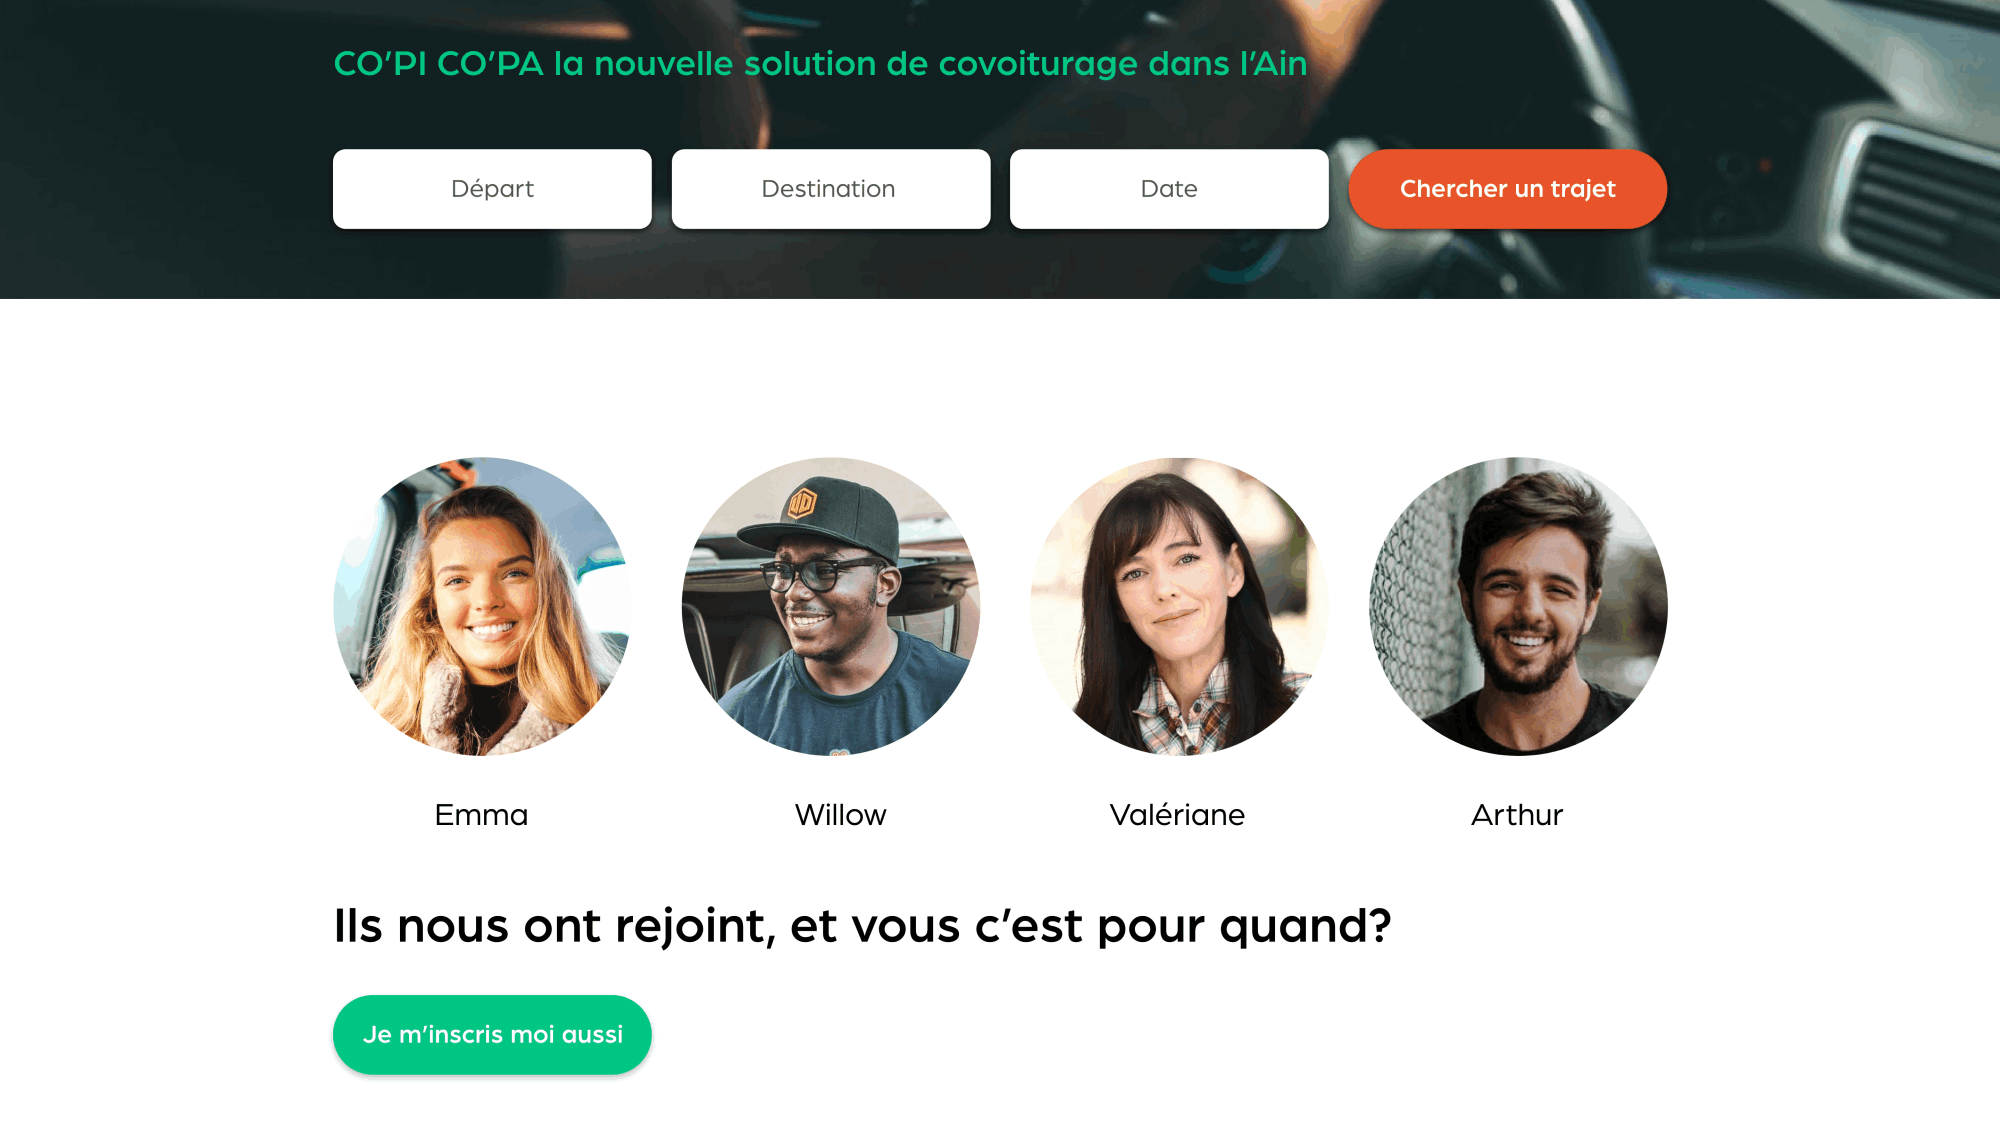 CO’PI CO’PA la nouvelle solution de covoiturage dans l’Ain
Départ
Destination
Date
Chercher un trajet
Emma
Willow
Valériane
Arthur
Ils nous ont rejoint, et vous c’est pour quand?
Je m’inscris moi aussi